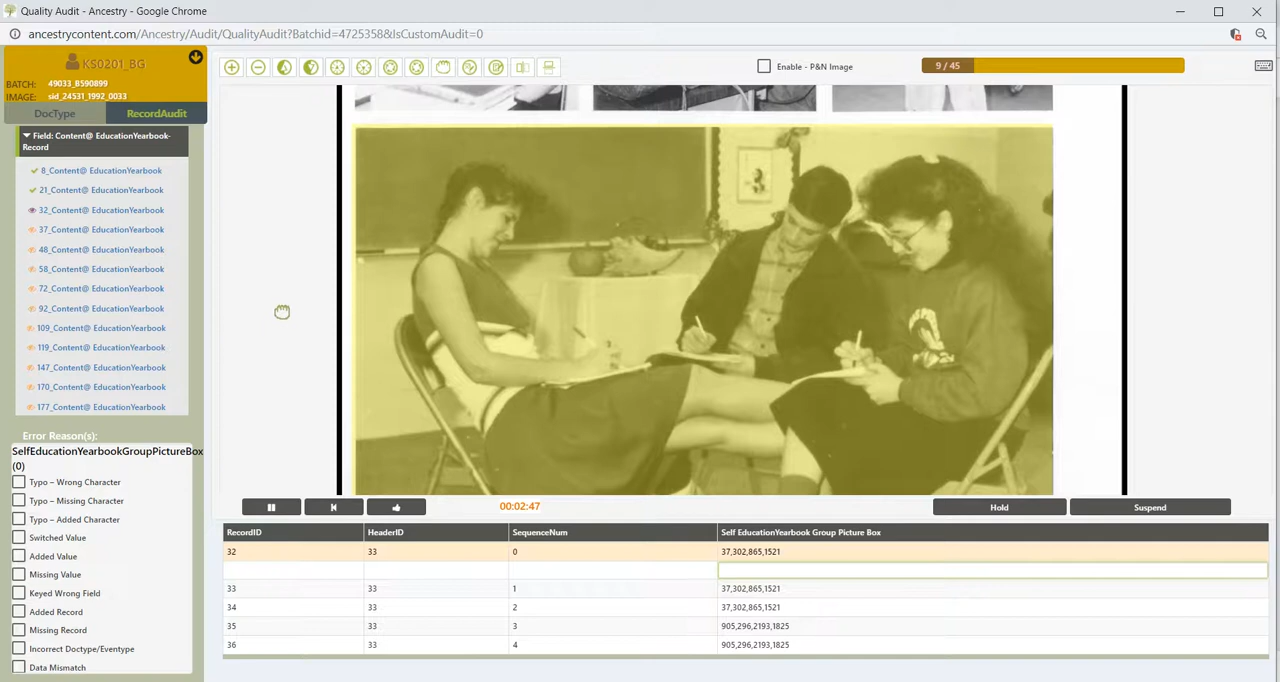 Quality Audit - Ancestry - Google Chrome
ancestrycontent.com/Ancestry/Audit/QualityAudit?Batchid=4725358&IsCustomAudit=0
KS0201_BG
BATCH: 49033_B590899
IMAGE: sid_24531_1992_0033
DocType RecordAudit
Enable - P&N Image
9 / 45
Field: Content@ EducationYearbook-
Record
8_Content@ EducationYearbook
21_Content@ EducationYearbook
32_Content@ EducationYearbook
37_Content@ EducationYearbook
48_Content@ EducationYearbook
58_Content@ EducationYearbook
72_Content@ EducationYearbook
92_Content@ EducationYearbook
109_Content@ EducationYearbook
119_Content@ EducationYearbook
147_Content@ EducationYearbook
170_Content@ EducationYearbook
177_Content@ EducationYearbook
Error Reason(s):
SelfEducationYearbookGroupPictureBox
(0)
Typo – Wrong Character
Typo – Missing Character
Typo – Added Character
Switched Value
Added Value
Missing Value
Keyed Wrong Field
Added Record
Missing Record
Incorrect Doctype/Eventype
Data Mismatch
00:02:47
Hold
Suspend
RecordID HeaderID SequenceNum Self EducationYearbook Group Picture Box
32 33 0 37,302,865,1521
33 33 1 37,302,865,1521
34 33 2 37,302,865,1521
35 33 3 905,296,2193,1825
36 33 4 905,296,2193,1825